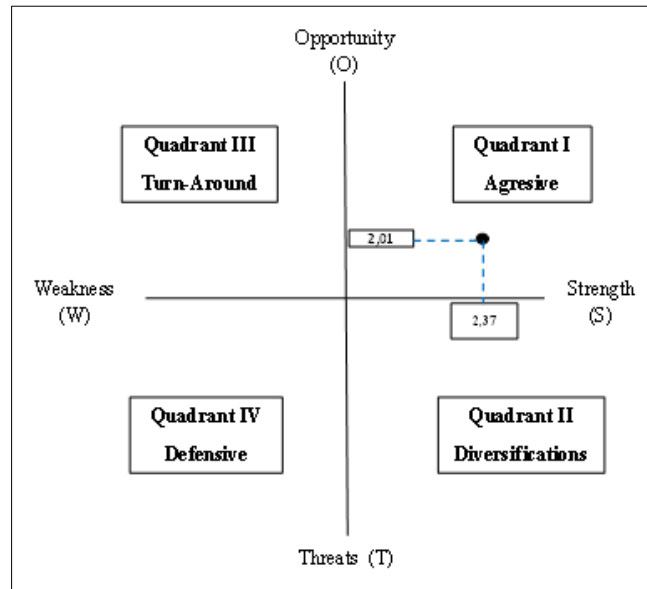 Opportunity
(O)
Quadrant III
Turn-Around
Quadrant I
Agresive
2,01
Weakness
(W)
Strength
(S)
2,37
Quadrant IV
Defensive
Quadrant II
Diversifications
Threats (T)